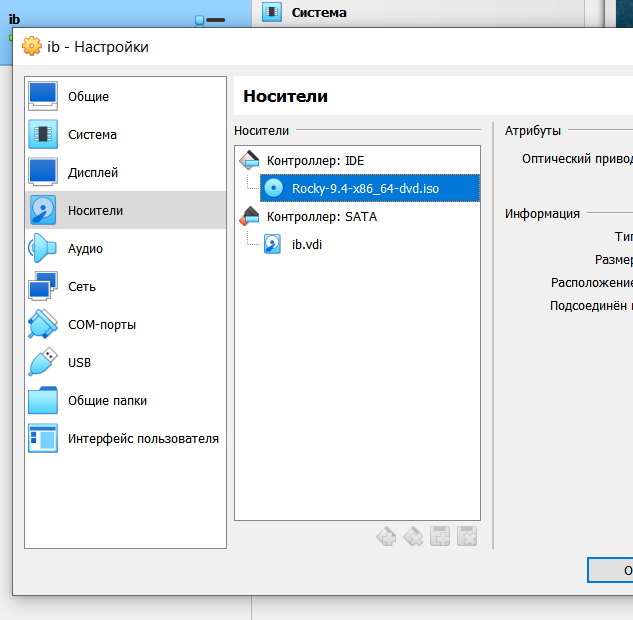 ib
Система
ib - Настройки
Общие
Система
Дисплей
Носители
Аудио
Сеть
COM-порты
USB
Общие папки
Интерфейс пользователя
Носители
Носители
Контроллер: IDE
Rocky-9.4-x86_64-dvd.iso
Контроллер: SATA
ib.vdi
Атрибуты
Оптический привод
Информация
Тип
Размер
Расположение
Подсоединён к